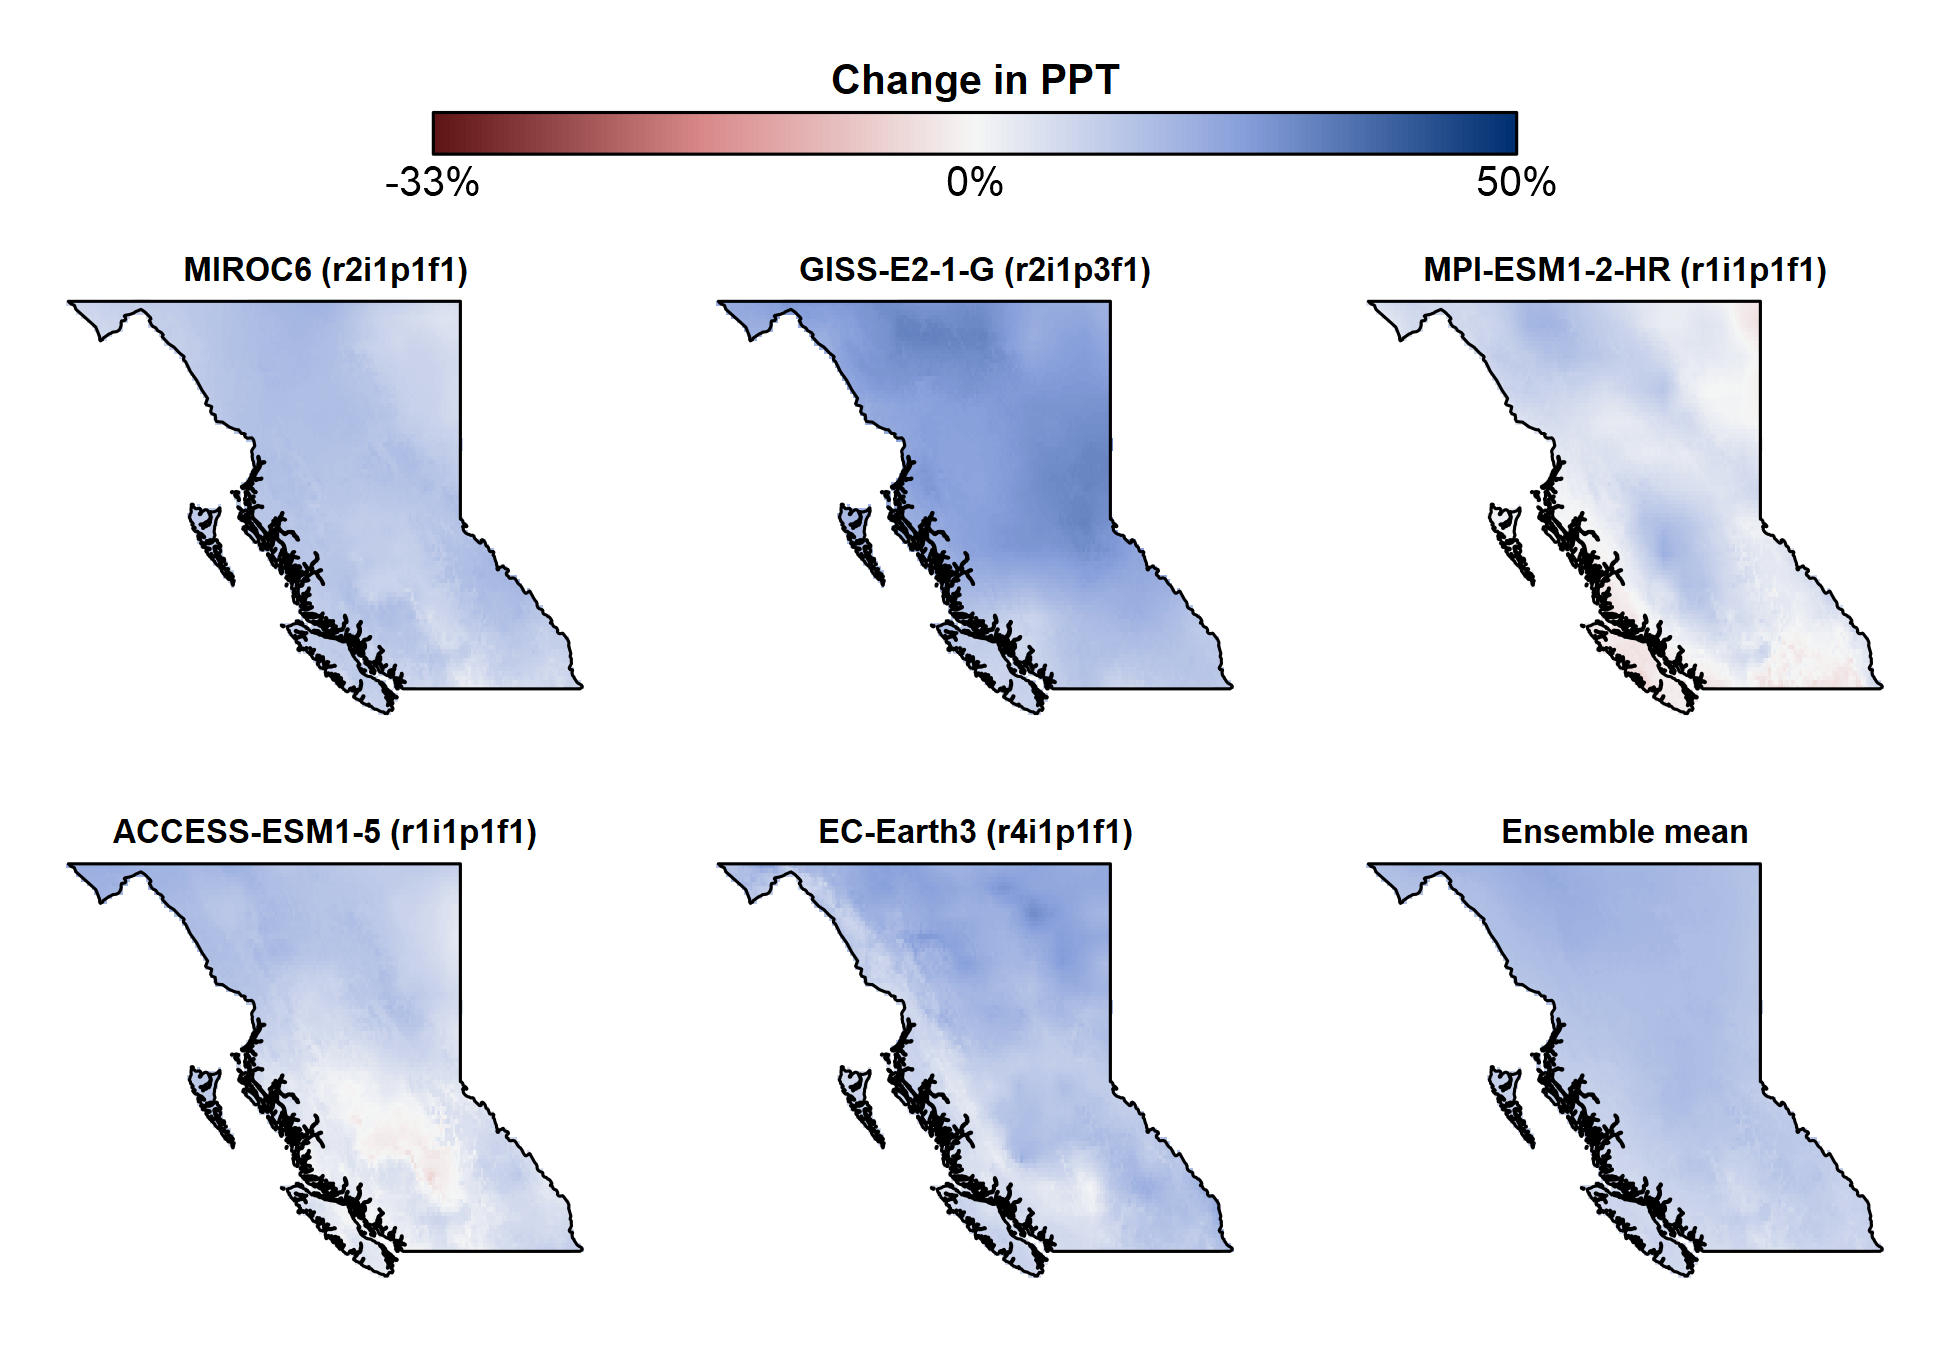 Change in PPT
-33% 0% 50%
MIROC6 (r2i1p1f1) GISS-E2-1-G (r2i1p3f1) MPI-ESM1-2-HR (r1i1p1f1)
ACCESS-ESM1-5 (r1i1p1f1) EC-Earth3 (r4i1p1f1) Ensemble mean